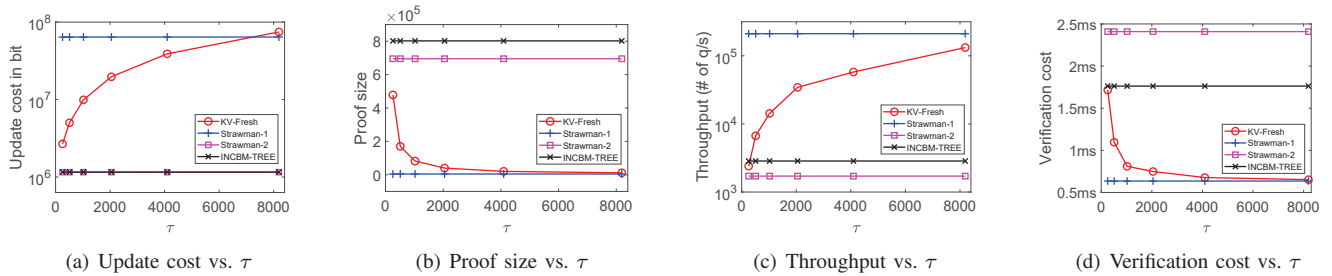 Update cost in bit
10^8
10^7
10^6
KV-Fresh
Strawman-1
Strawman-2
INCBM-TREE
0 2000 4000 6000 8000
τ
(a) Update cost vs. τ
×10^5
Proof size
8
6
4
2
0
KV-Fresh
Strawman-1
Strawman-2
INCBM-TREE
0 2000 4000 6000 8000
τ
(b) Proof size vs. τ
Throughput (# of q/s)
10^5
10^4
10^3
KV-Fresh
Strawman-1
Strawman-2
INCBM-TREE
0 2000 4000 6000 8000
τ
(c) Throughput vs. τ
Verification cost
2.5ms
2ms
1.5ms
1ms
0.5ms
KV-Fresh
Strawman-1
Strawman-2
INCBM-TREE
0 2000 4000 6000 8000
τ
(d) Verification cost vs. τ